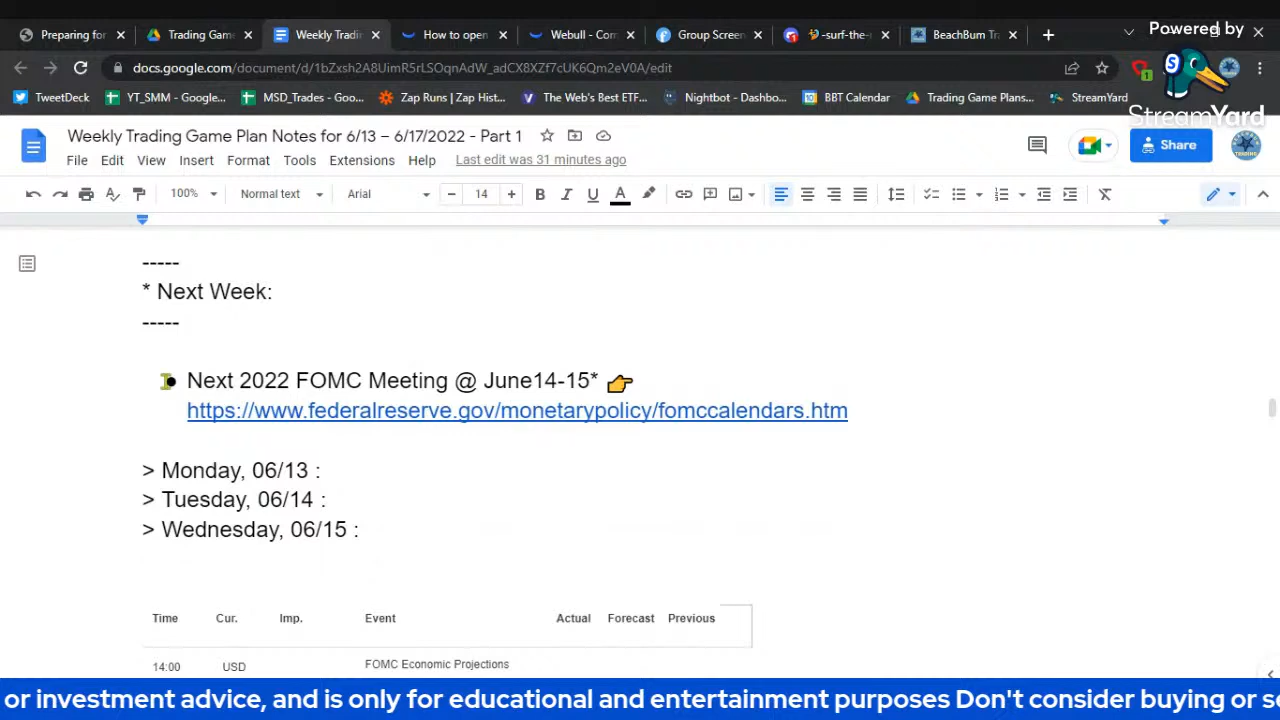 Preparing for
Trading Game
Weekly Tradin
How to open
Webull - Com
Group Screen
-surf-the-
BeachBum Tra
Powered by
StreamYard
docs.google.com/document/d/1bZxsh2A8UimR5rLSOqnAdW_adCX8XZf7cUK6Qm2eV0A/edit
TweetDeck
YT_SMM - Google...
MSD_Trades - Goo...
Zap Runs | Zap Hist...
The Web's Best ETF...
Nightbot - Dashbo...
BBT Calendar
Trading Game Plans...
StreamYard
Weekly Trading Game Plan Notes for 6/13 – 6/17/2022 - Part 1
File Edit View Insert Format Tools Extensions Help Last edit was 31 minutes ago
Share
100% Normal text Arial 14
-----
* Next Week:
-----
Next 2022 FOMC Meeting @ June14-15* 👉
https://www.federalreserve.gov/monetarypolicy/fomccalendars.htm
> Monday, 06/13 :
> Tuesday, 06/14 :
> Wednesday, 06/15 :
Time Cur. Imp. Event Actual Forecast Previous
14:00 USD FOMC Economic Projections
or investment advice, and is only for educational and entertainment purposes Don't consider buying or se